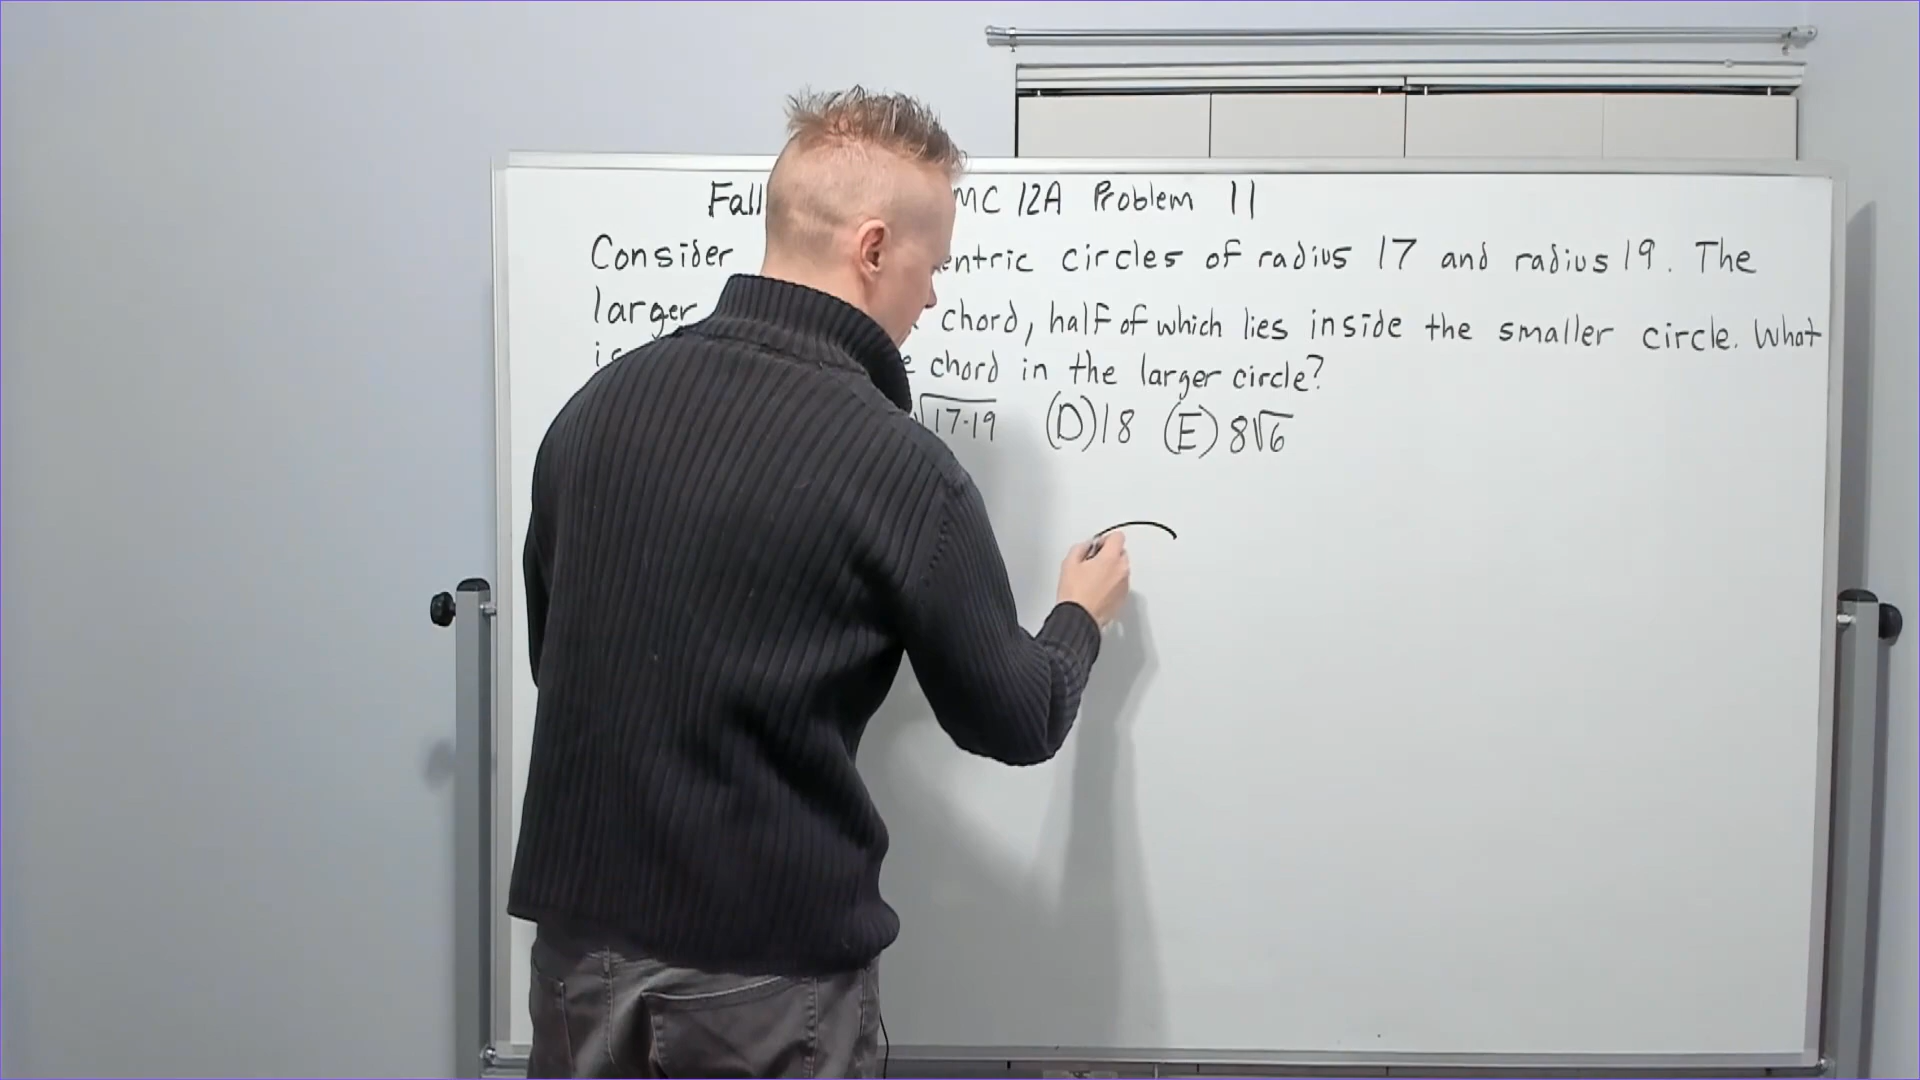 Fall MC 12A Problem 11
Consider entric circles of radius 17 and radius 19. The
larger chord, half of which lies inside the smaller circle. What
is e chord in the larger circle?
√17·19 (D) 18 (E) 8√6